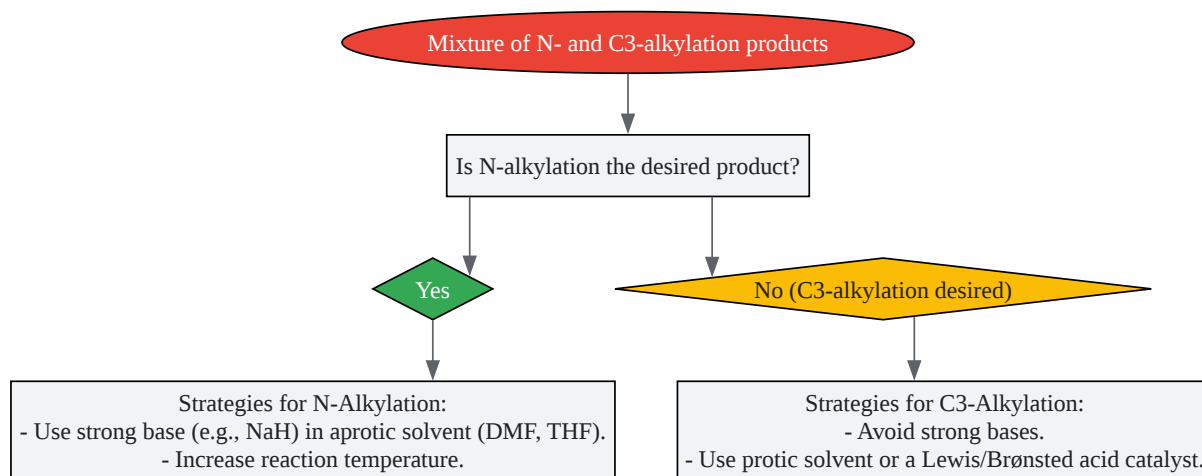 Mixture of N- and C3-alkylation products
Is N-alkylation the desired product?
Yes
No (C3-alkylation desired)
Strategies for N-Alkylation:
- Use strong base (e.g., NaH) in aprotic solvent (DMF, THF).
- Increase reaction temperature.
Strategies for C3-Alkylation:
- Avoid strong bases.
- Use protic solvent or a Lewis/Brønsted acid catalyst.